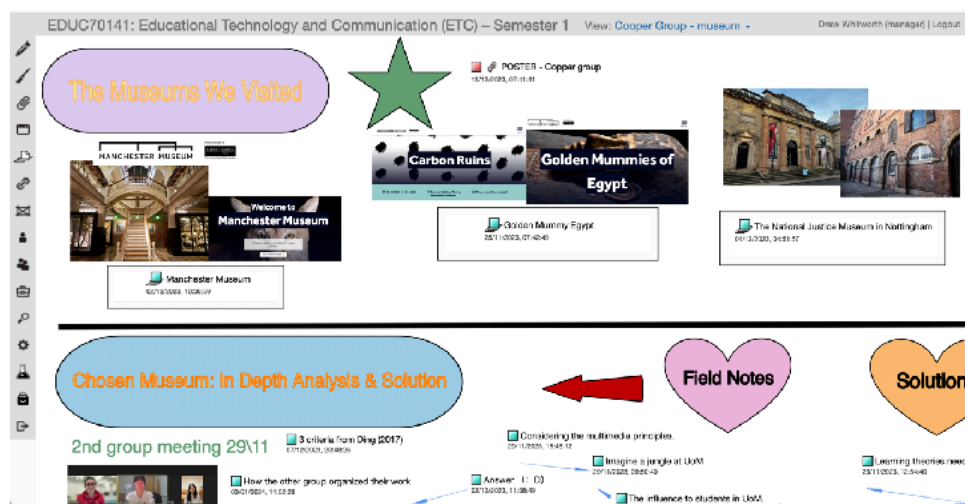 EDUC70141: Educational Technology and Communication (ETC) – Semester 1 View: Cooper Group - museum
Drew Whitworth (manager) | Logout
The Museums We Visited
POSTER - Copper group
MANCHESTER MUSEUM
Welcome to
Manchester Museum
Carbon Ruins
Golden Mummies of
Egypt
Manchester Museum
Golden Mummy Egypt
The National Justice Museum in Nottingham
Chosen Museum: In Depth Analysis & Solution
Field Notes
Solution
2nd group meeting 29\11
3 criteria from Ding (2017)
Considering the multimedia principles.
Imagine a jungle at UoM
Learning theories need
How the other group organized their work
Answer
The influence to students in UoM.